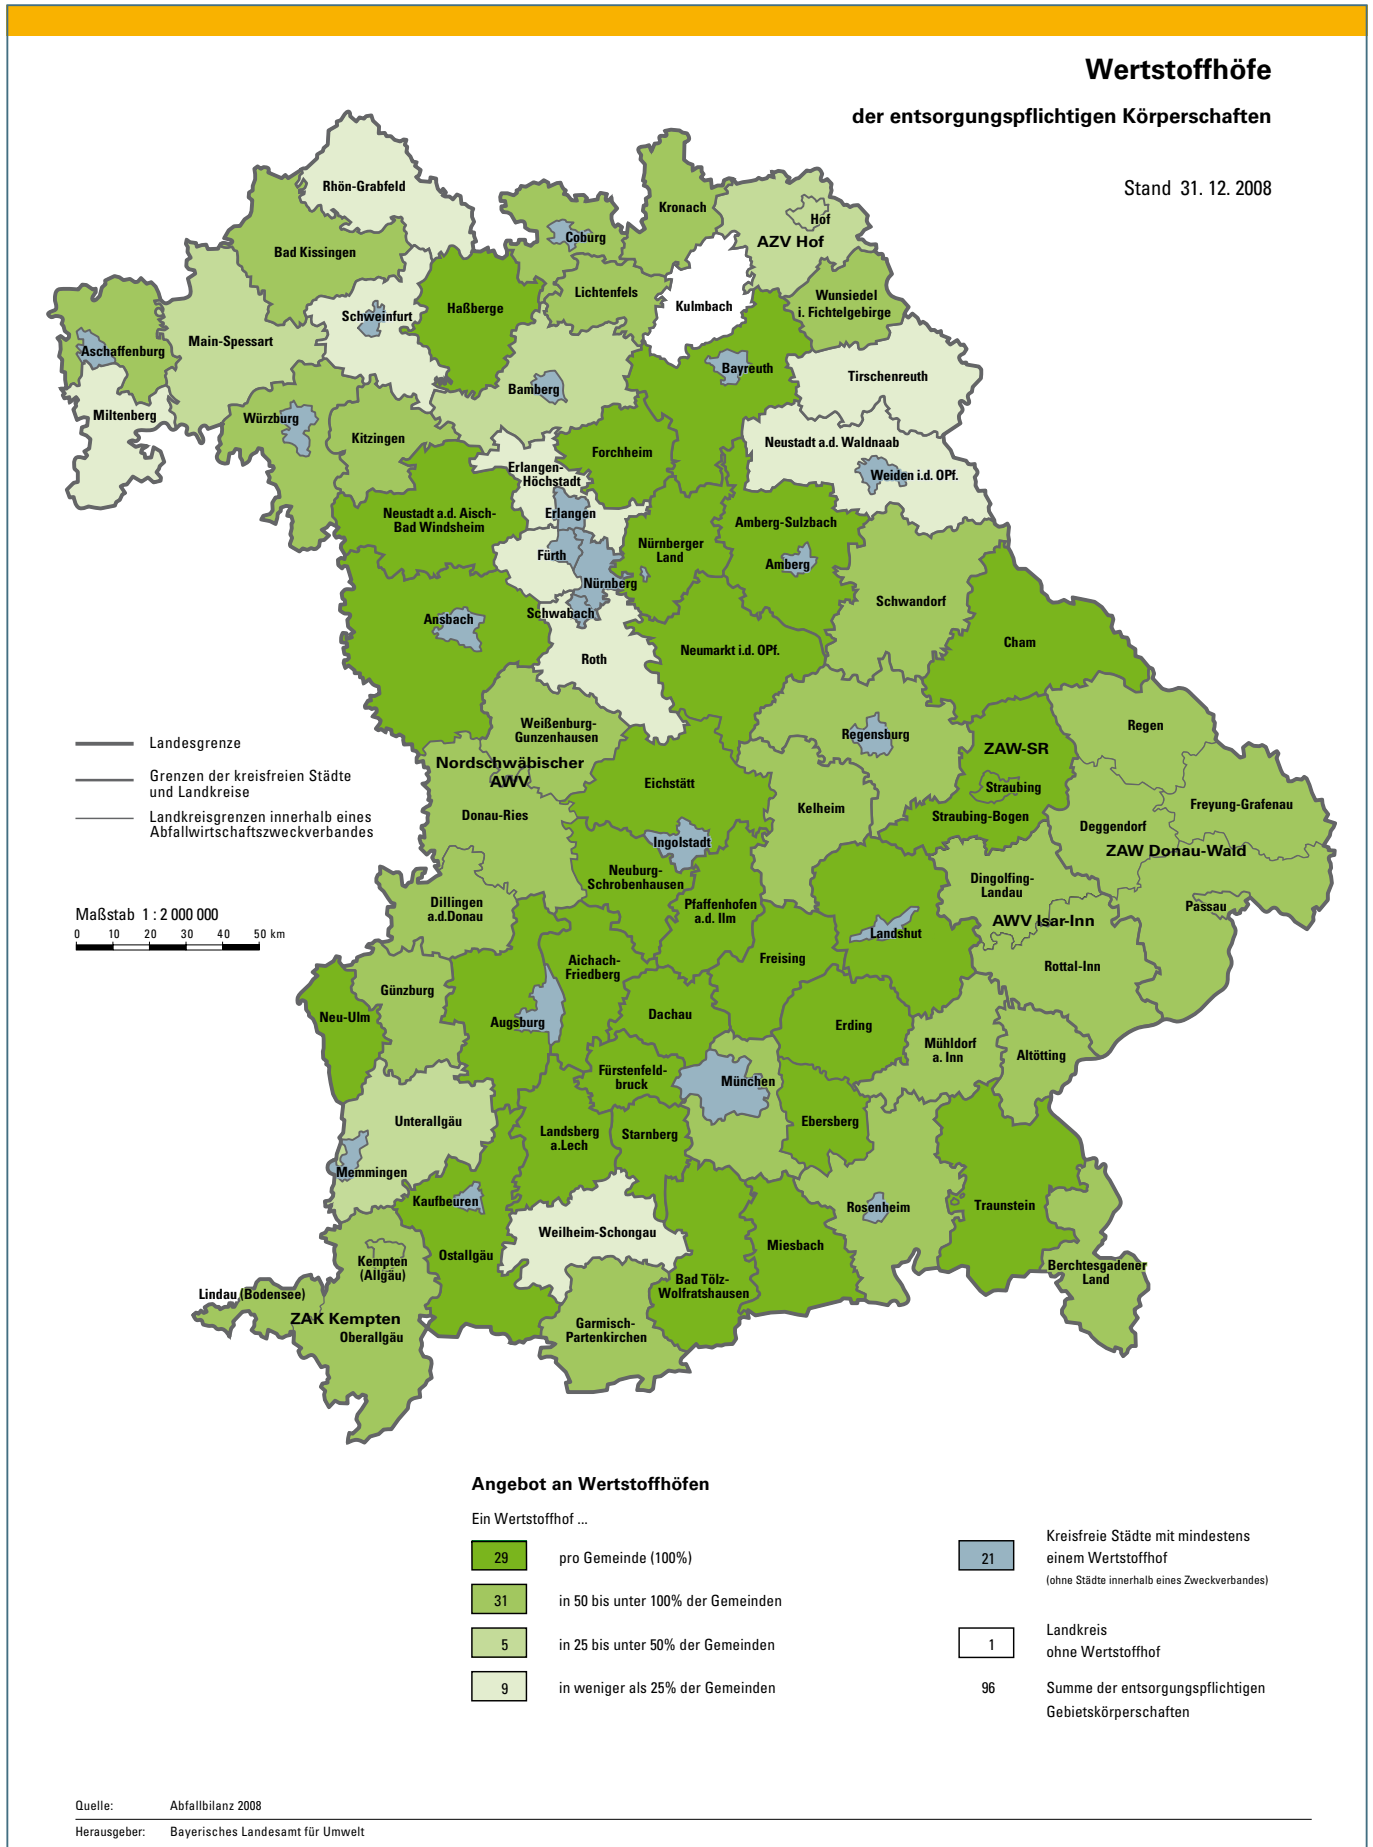 Wertstoffhöfe
der entsorgungspflichtigen Körperschaften
Stand 31. 12. 2008
Rhön-Grabfeld
Kronach
Hof
AZV Hof
Coburg
Bad Kissingen
Lichtenfels
Kulmbach
Wunsiedel
i. Fichtelgebirge
Haßberge
Schweinfurt
Main-Spessart
Aschaffenburg
Bayreuth
Tirschenreuth
Bamberg
Miltenberg
Würzburg
Kitzingen
Forchheim
Neustadt a.d. Waldnaab
Weiden i.d. OPf.
Erlangen-
Höchstadt
Erlangen
Neustadt a.d. Aisch-
Bad Windsheim
Amberg-Sulzbach
Amberg
Nürnberger
Land
Fürth
Nürnberg
Schwabach
Schwandorf
Ansbach
Cham
Roth
Neumarkt i.d. OPf.
Weißenburg-
Gunzenhausen
Regensburg
Regen
ZAW-SR
Straubing
Straubing-Bogen
Nordschwäbischer
AWV
Donau-Ries
Eichstätt
Kelheim
Freyung-Grafenau
Deggendorf
ZAW Donau-Wald
Passau
Ingolstadt
Neuburg-
Schrobenhausen
Pfaffenhofen
a.d. Ilm
Dingolfing-
Landau
AWV Isar-Inn
Rottal-Inn
Dillingen
a.d.Donau
Landshut
Landesgrenze
Grenzen der kreisfreien Städte
und Landkreise
Landkreisgrenzen innerhalb eines
Abfallwirtschaftszweckverbandes
Maßstab 1 : 2 000 000
0 10 20 30 40 50 km
Aichach-
Friedberg
Freising
Günzburg
Neu-Ulm
Augsburg
Dachau
Erding
Mühldorf
a. Inn
Altötting
Fürstenfeld-
bruck
München
Unterallgäu
Landsberg
a.Lech
Starnberg
Ebersberg
Memmingen
Kaufbeuren
Rosenheim
Traunstein
Weilheim-Schongau
Miesbach
Ostallgäu
Kempten
(Allgäu)
Berchtesgadener
Land
Bad Tölz-
Wolfratshausen
Lindau (Bodensee)
ZAK Kempten
Oberallgäu
Garmisch-
Partenkirchen
Angebot an Wertstoffhöfen
Ein Wertstoffhof ...
29 pro Gemeinde (100%)
31 in 50 bis unter 100% der Gemeinden
5 in 25 bis unter 50% der Gemeinden
9 in weniger als 25% der Gemeinden
Kreisfreie Städte mit mindestens
21 einem Wertstoffhof
(ohne Städte innerhalb eines Zweckverbandes)
Landkreis
1 ohne Wertstoffhof
96 Summe der entsorgungspflichtigen
Gebietskörperschaften
Quelle: Abfallbilanz 2008
Herausgeber: Bayerisches Landesamt für Umwelt